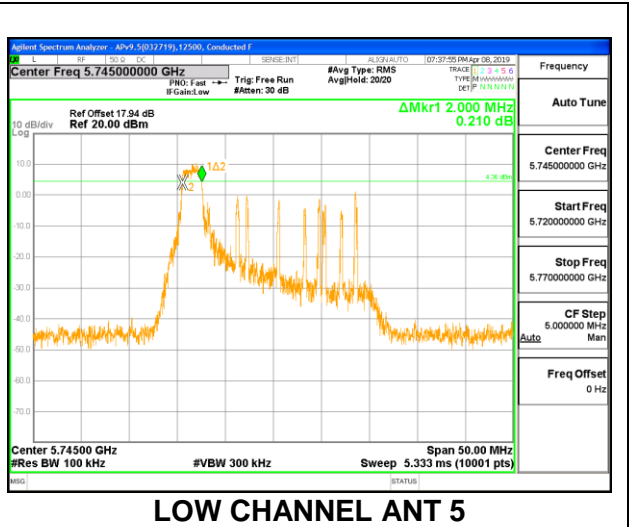 Agilent Spectrum Analyzer - APv9.5(032719),12500, Conducted F
L RF 50 Ω DC SENSE:INT ALIGNAUTO 07:37:55 PM Apr 08, 2019
Center Freq 5.745000000 GHz #Avg Type: RMS TRACE 1 2 3 4 5 6 Frequency
PNO: Fast Trig: Free Run Avg|Hold: 20/20 TYPE M
IFGain:Low #Atten: 30 dB DET P N N N N N
Auto Tune
ΔMkr1 2.000 MHz
Ref Offset 17.94 dB 0.210 dB
10 dB/div Ref 20.00 dBm
Log
Center Freq
5.745000000 GHz
10.0
1Δ2
2
0.00
Start Freq
5.720000000 GHz
-10.0
-20.0
Stop Freq
5.770000000 GHz
-30.0
CF Step
5.000000 MHz
Auto Man
-40.0
-50.0
Freq Offset
0 Hz
-60.0
-70.0
Center 5.74500 GHz Span 50.00 MHz
#Res BW 100 kHz #VBW 300 kHz Sweep 5.333 ms (10001 pts)
MSG STATUS
LOW CHANNEL ANT 5